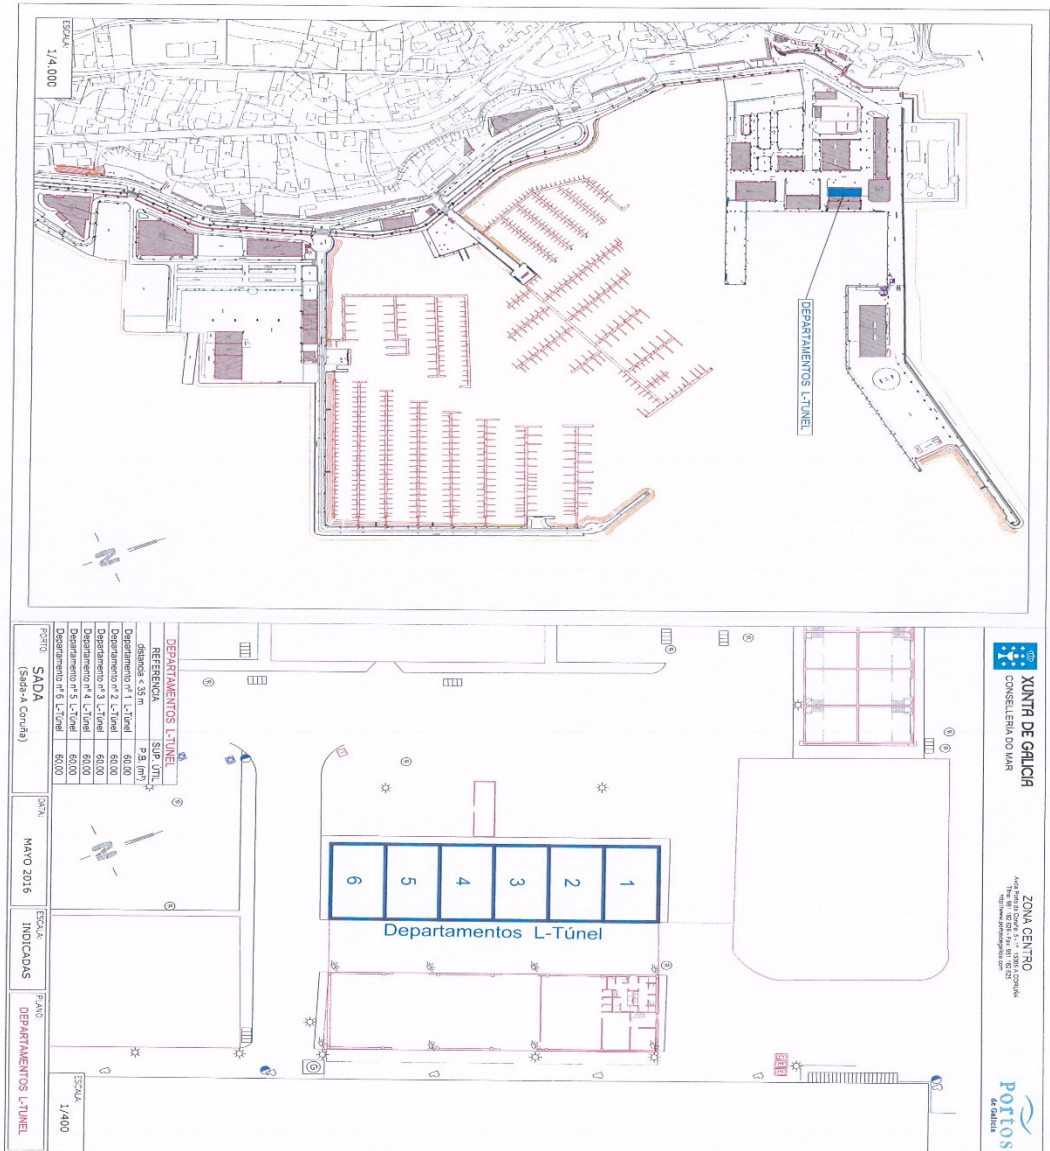 XUNTA DE GALICIA
CONSELLERÍA DO MAR
ZONA CENTRO
Portos
de Galicia
ESCALA:
1/4.000
DEPARTAMENTOS L-TUNEL
N
DEPARTAMENTOS L-TUNEL
REFERENCIA SUP. ÚTIL
distancia < 35 m P.B. (m²)
Departamento nº 1 L-Túnel 60,00
Departamento nº 2 L-Túnel 60,00
Departamento nº 3 L-Túnel 60,00
Departamento nº 4 L-Túnel 60,00
Departamento nº 5 L-Túnel 60,00
Departamento nº 6 L-Túnel 60,00
N
6 5 4 3 2 1
Departamentos L-Túnel
G
PORTO:
SADA
(Sada-A Coruña)
DATA:
MAYO 2016
ESCALA:
INDICADAS
PLANO:
DEPARTAMENTOS L-TUNEL
ESCALA:
1/400